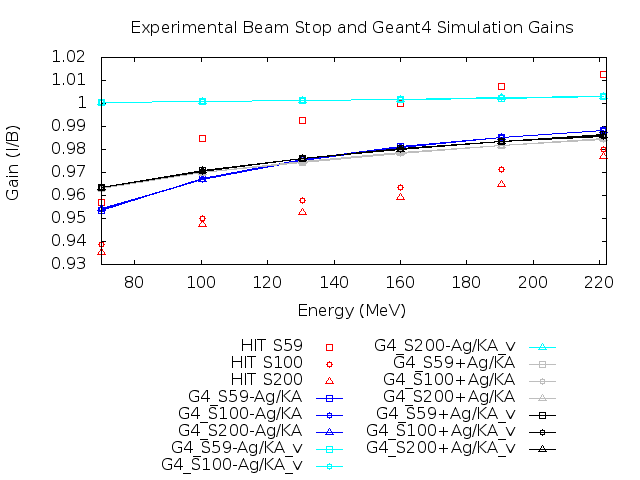 Experimental Beam Stop and Geant4 Simulation Gains
1.02
1.01
1
0.99
0.98
0.97
0.96
0.95
0.94
0.93
Gain (I/B)
80 100 120 140 160 180 200 220
Energy (MeV)
HIT S59
HIT S100
HIT S200
G4_S59-Ag/KA
G4_S100-Ag/KA
G4_S200-Ag/KA
G4_S59-Ag/KA_v
G4_S100-Ag/KA_v
G4_S200-Ag/KA_v
G4_S59+Ag/KA
G4_S100+Ag/KA
G4_S200+Ag/KA
G4_S59+Ag/KA_v
G4_S100+Ag/KA_v
G4_S200+Ag/KA_v